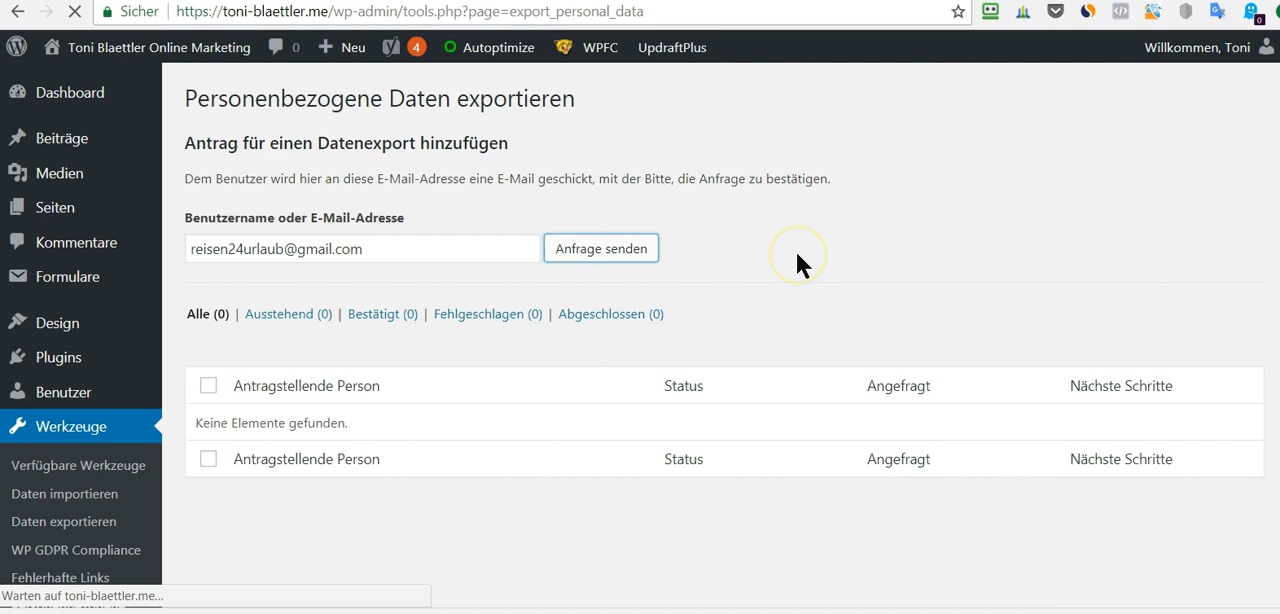 Sicher https://toni-blaettler.me/wp-admin/tools.php?page=export_personal_data
0
Toni Blaettler Online Marketing 0 Neu 4 Autoptimize WPFC UpdraftPlus Willkommen, Toni
Dashboard
Beiträge
Medien
Seiten
Kommentare
Formulare
Design
Plugins
Benutzer
Werkzeuge
Verfügbare Werkzeuge
Daten importieren
Daten exportieren
WP GDPR Compliance
Fehlerhafte Links
Personenbezogene Daten exportieren
Antrag für einen Datenexport hinzufügen
Dem Benutzer wird hier an diese E-Mail-Adresse eine E-Mail geschickt, mit der Bitte, die Anfrage zu bestätigen.
Benutzername oder E-Mail-Adresse
reisen24urlaub@gmail.com Anfrage senden
Alle (0) | Ausstehend (0) | Bestätigt (0) | Fehlgeschlagen (0) | Abgeschlossen (0)
Antragstellende Person Status Angefragt Nächste Schritte
Keine Elemente gefunden.
Antragstellende Person Status Angefragt Nächste Schritte
Warten auf toni-blaettler.me...